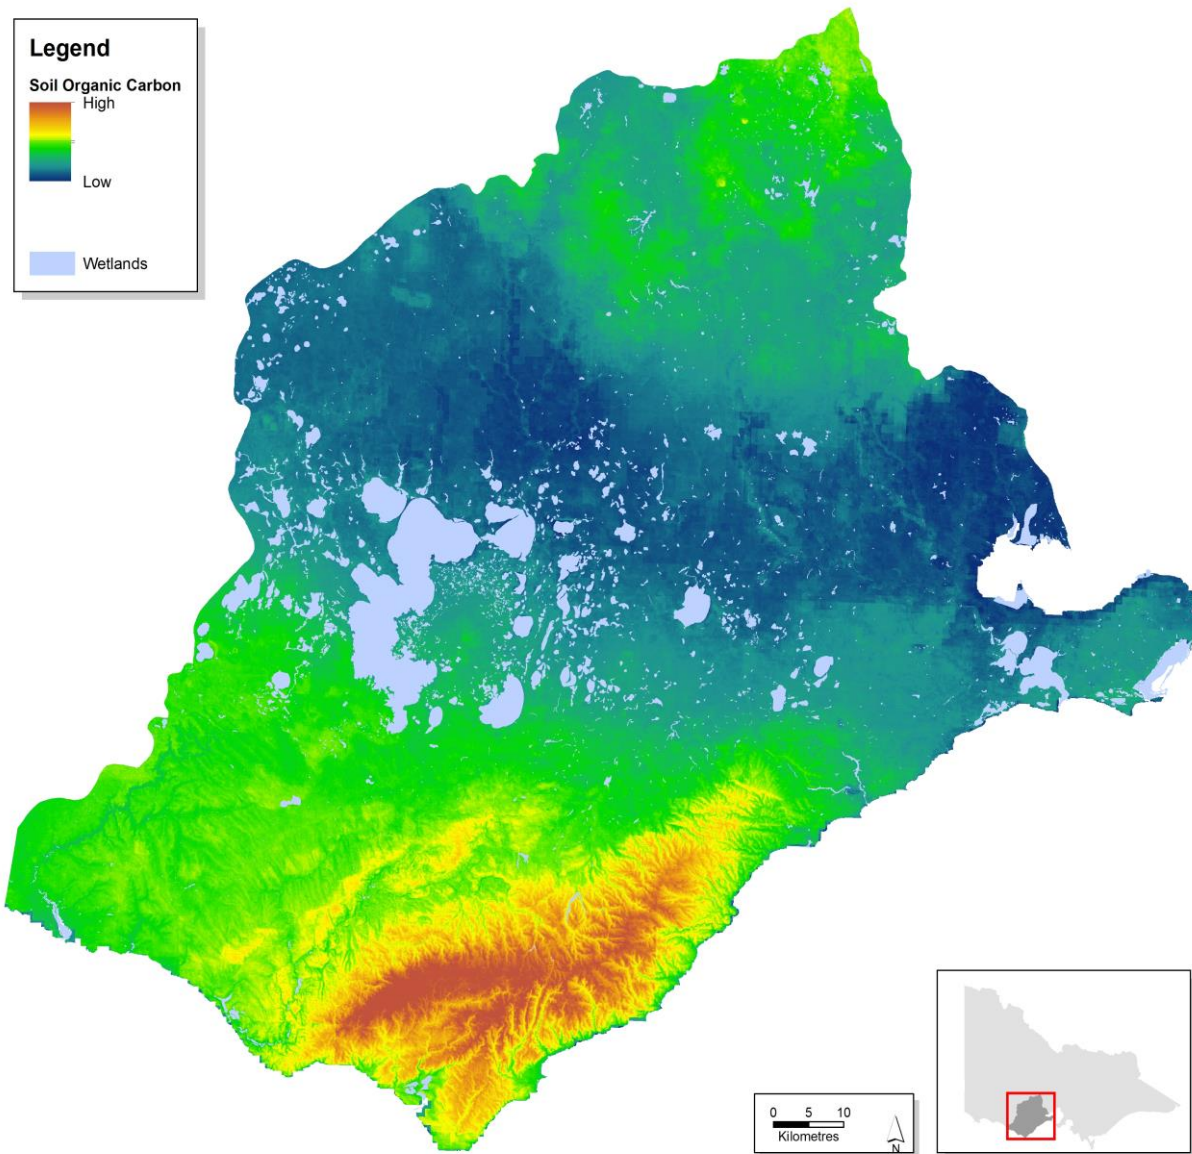 Legend
Soil Organic Carbon
High
Low
Wetlands
0 5 10
Kilometres
N